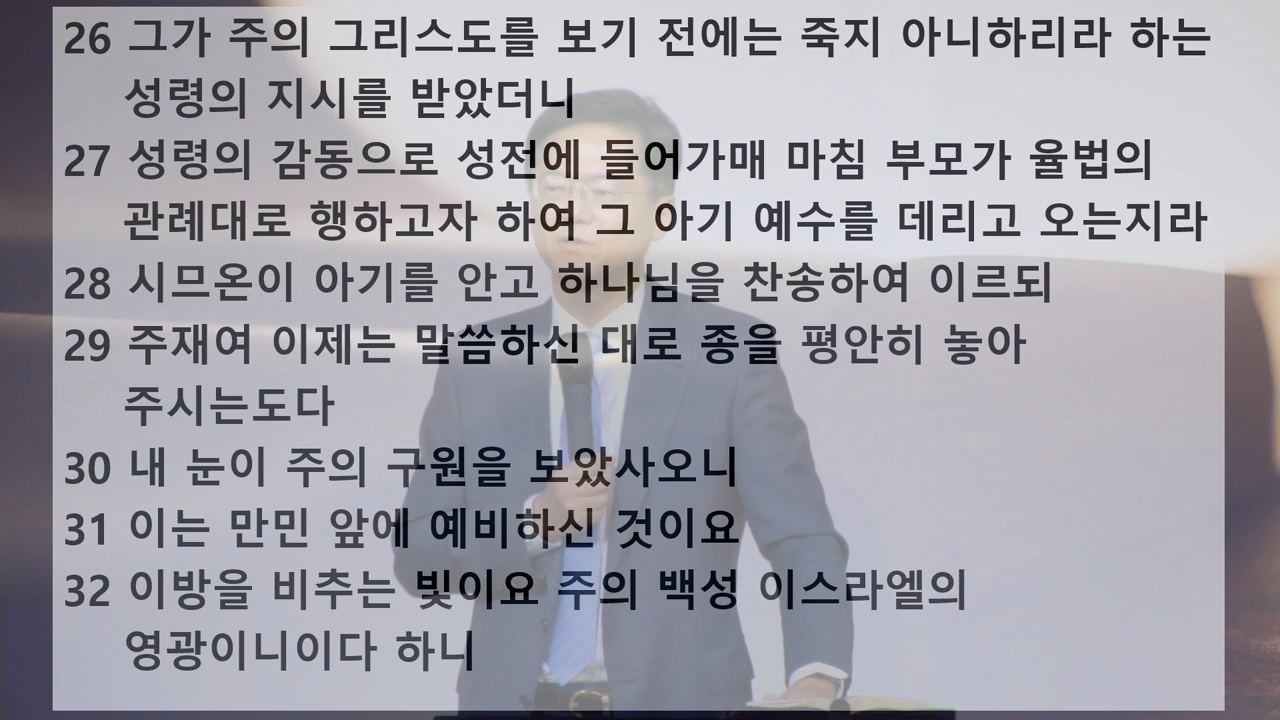 26 그가 주의 그리스도를 보기 전에는 죽지 아니하리라 하는
성령의 지시를 받았더니
27 성령의 감동으로 성전에 들어가매 마침 부모가 율법의
관례대로 행하고자 하여 그 아기 예수를 데리고 오는지라
28 시므온이 아기를 안고 하나님을 찬송하여 이르되
29 주재여 이제는 말씀하신 대로 종을 평안히 놓아
주시는도다
30 내 눈이 주의 구원을 보았사오니
31 이는 만민 앞에 예비하신 것이요
32 이방을 비추는 빛이요 주의 백성 이스라엘의
영광이니이다 하니